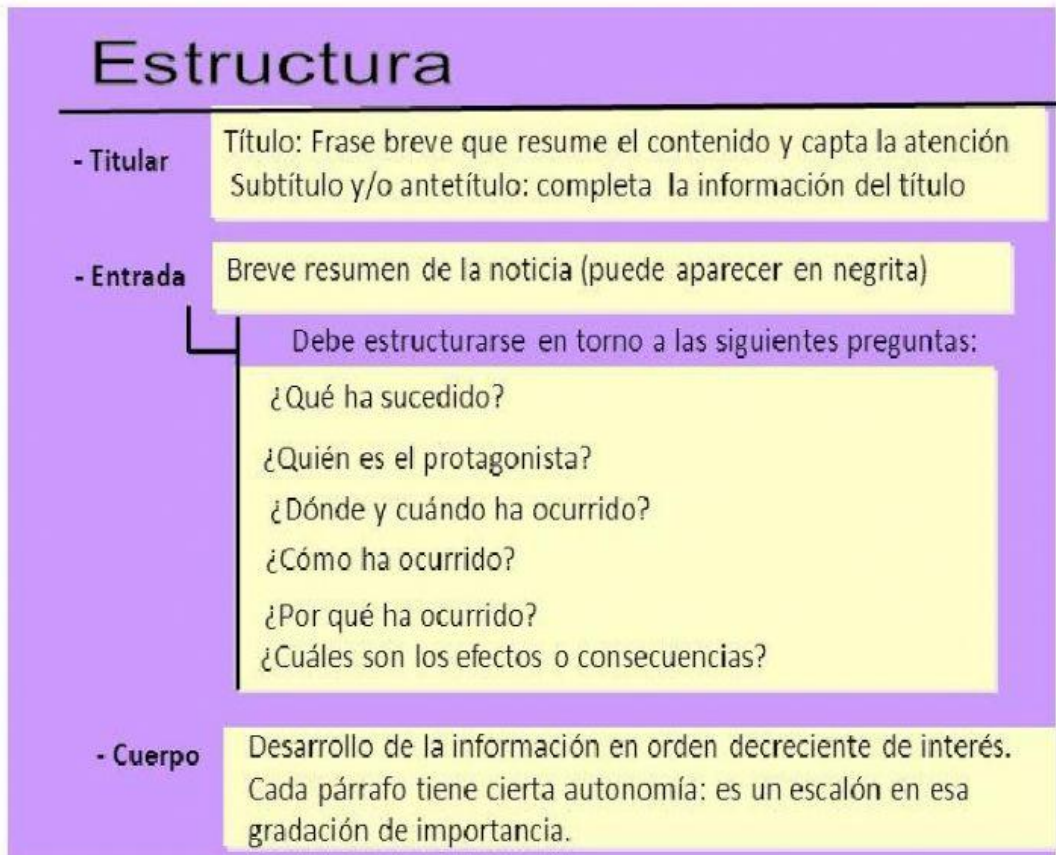 Estructura
- Titular
Título: Frase breve que resume el contenido y capta la atención
Subtítulo y/o antetítulo: completa la información del título
- Entrada
Breve resumen de la noticia (puede aparecer en negrita)
Debe estructurarse en torno a las siguientes preguntas:
¿Qué ha sucedido?
¿Quién es el protagonista?
¿Dónde y cuándo ha ocurrido?
¿Cómo ha ocurrido?
¿Por qué ha ocurrido?
¿Cuáles son los efectos o consecuencias?
- Cuerpo
Desarrollo de la información en orden decreciente de interés.
Cada párrafo tiene cierta autonomía: es un escalón en esa
gradación de importancia.